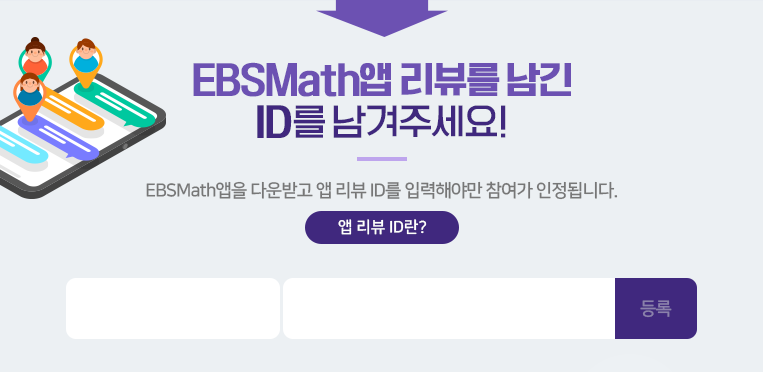 EBSMath앱 리뷰를 남긴
ID를 남겨주세요!
EBSMath앱을 다운받고 앱 리뷰 ID를 입력해야만 참여가 인정됩니다.
앱 리뷰 ID란?
등록